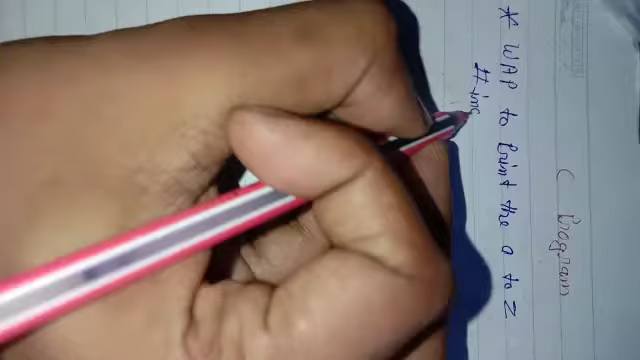 C Program
* WAP to Print the a to z
#inc